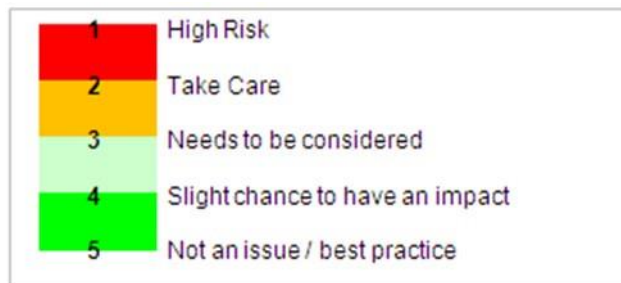 1 High Risk
2 Take Care
3 Needs to be considered
4 Slight chance to have an impact
5 Not an issue / best practice